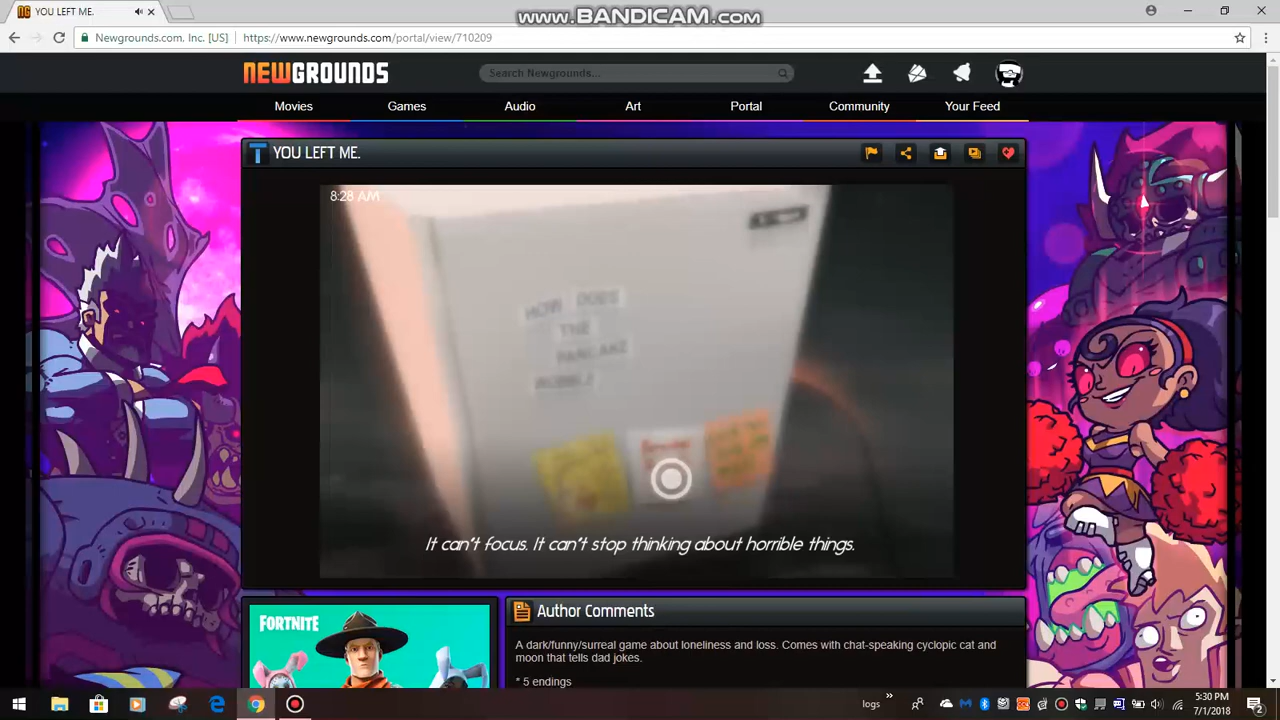 YOU LEFT ME.
www.BANDICAM.com
Newgrounds.com, Inc. [US]
https://www.newgrounds.com/portal/view/710209
NEWGROUNDS
Search Newgrounds...
Movies
Games
Audio
Art
Portal
Community
Your Feed
YOU LEFT ME.
8:28 AM
HOW DOES
THE
PANCAKE
It can't focus. It can't stop thinking about horrible things.
FORTNITE
Author Comments
A dark/funny/surreal game about loneliness and loss. Comes with chat-speaking cyclopic cat and
moon that tells dad jokes.
* 5 endings
logs
5:30 PM
7/1/2018